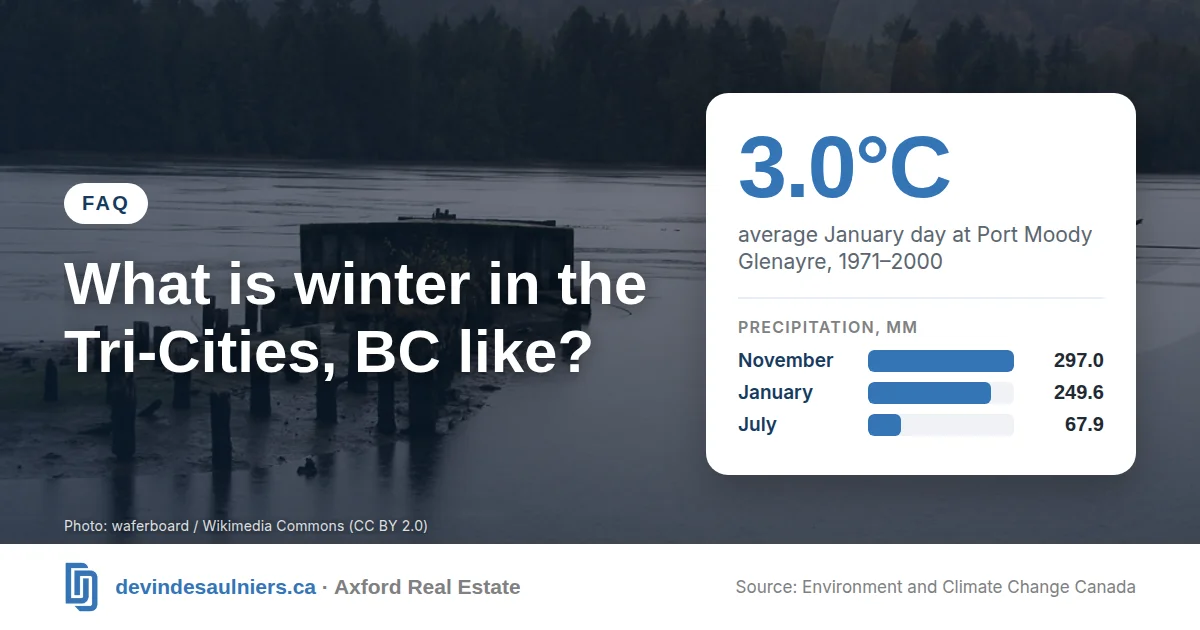 FAQ
What is winter in the
Tri-Cities, BC like?
Photo: waferboard / Wikimedia Commons (CC BY 2.0)
3.0°C
average January day at Port Moody
Glenayre, 1971–2000
PRECIPITATION, MM
November 297.0
January 249.6
July 67.9
devindesaulniers.ca · Axford Real Estate
Source: Environment and Climate Change Canada